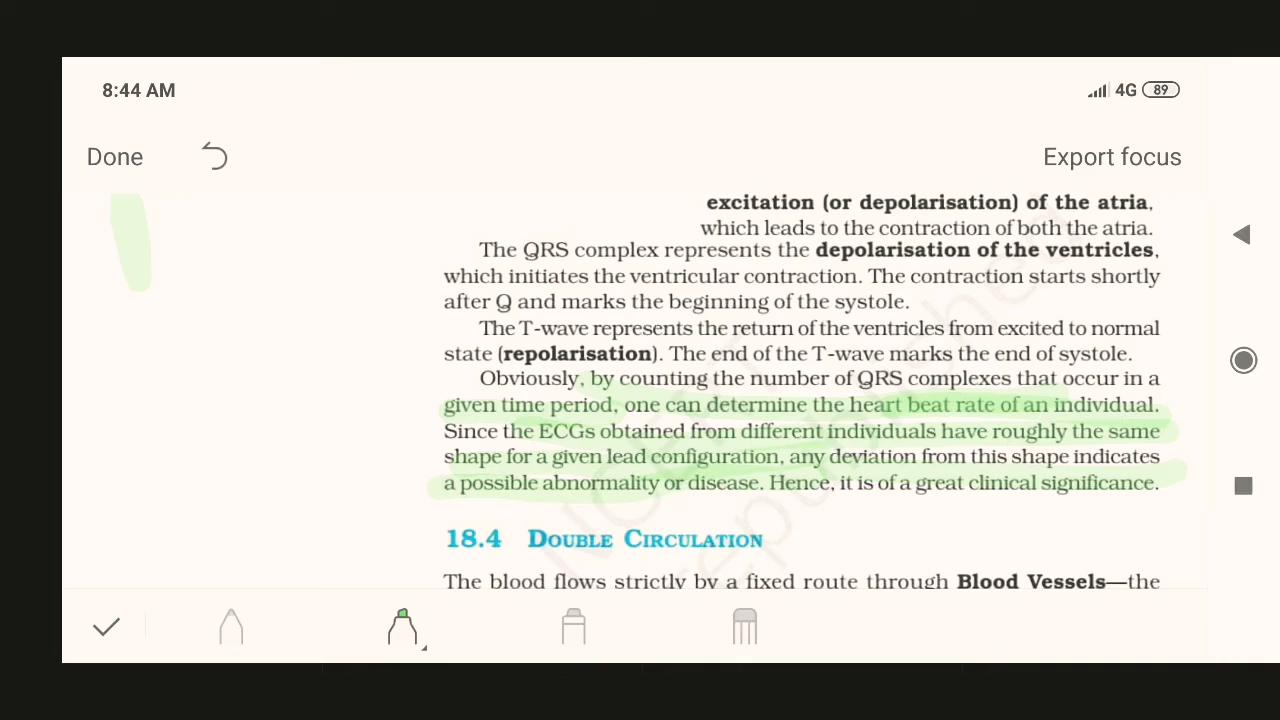 8:44 AM
4G 89
Done
Export focus
excitation (or depolarisation) of the atria,
which leads to the contraction of both the atria.
The QRS complex represents the depolarisation of the ventricles,
which initiates the ventricular contraction. The contraction starts shortly
after Q and marks the beginning of the systole.
The T-wave represents the return of the ventricles from excited to normal
state (repolarisation). The end of the T-wave marks the end of systole.
Obviously, by counting the number of QRS complexes that occur in a
given time period, one can determine the heart beat rate of an individual.
Since the ECGs obtained from different individuals have roughly the same
shape for a given lead configuration, any deviation from this shape indicates
a possible abnormality or disease. Hence, it is of a great clinical significance.
18.4 DOUBLE CIRCULATION
The blood flows strictly by a fixed route through Blood Vessels—the